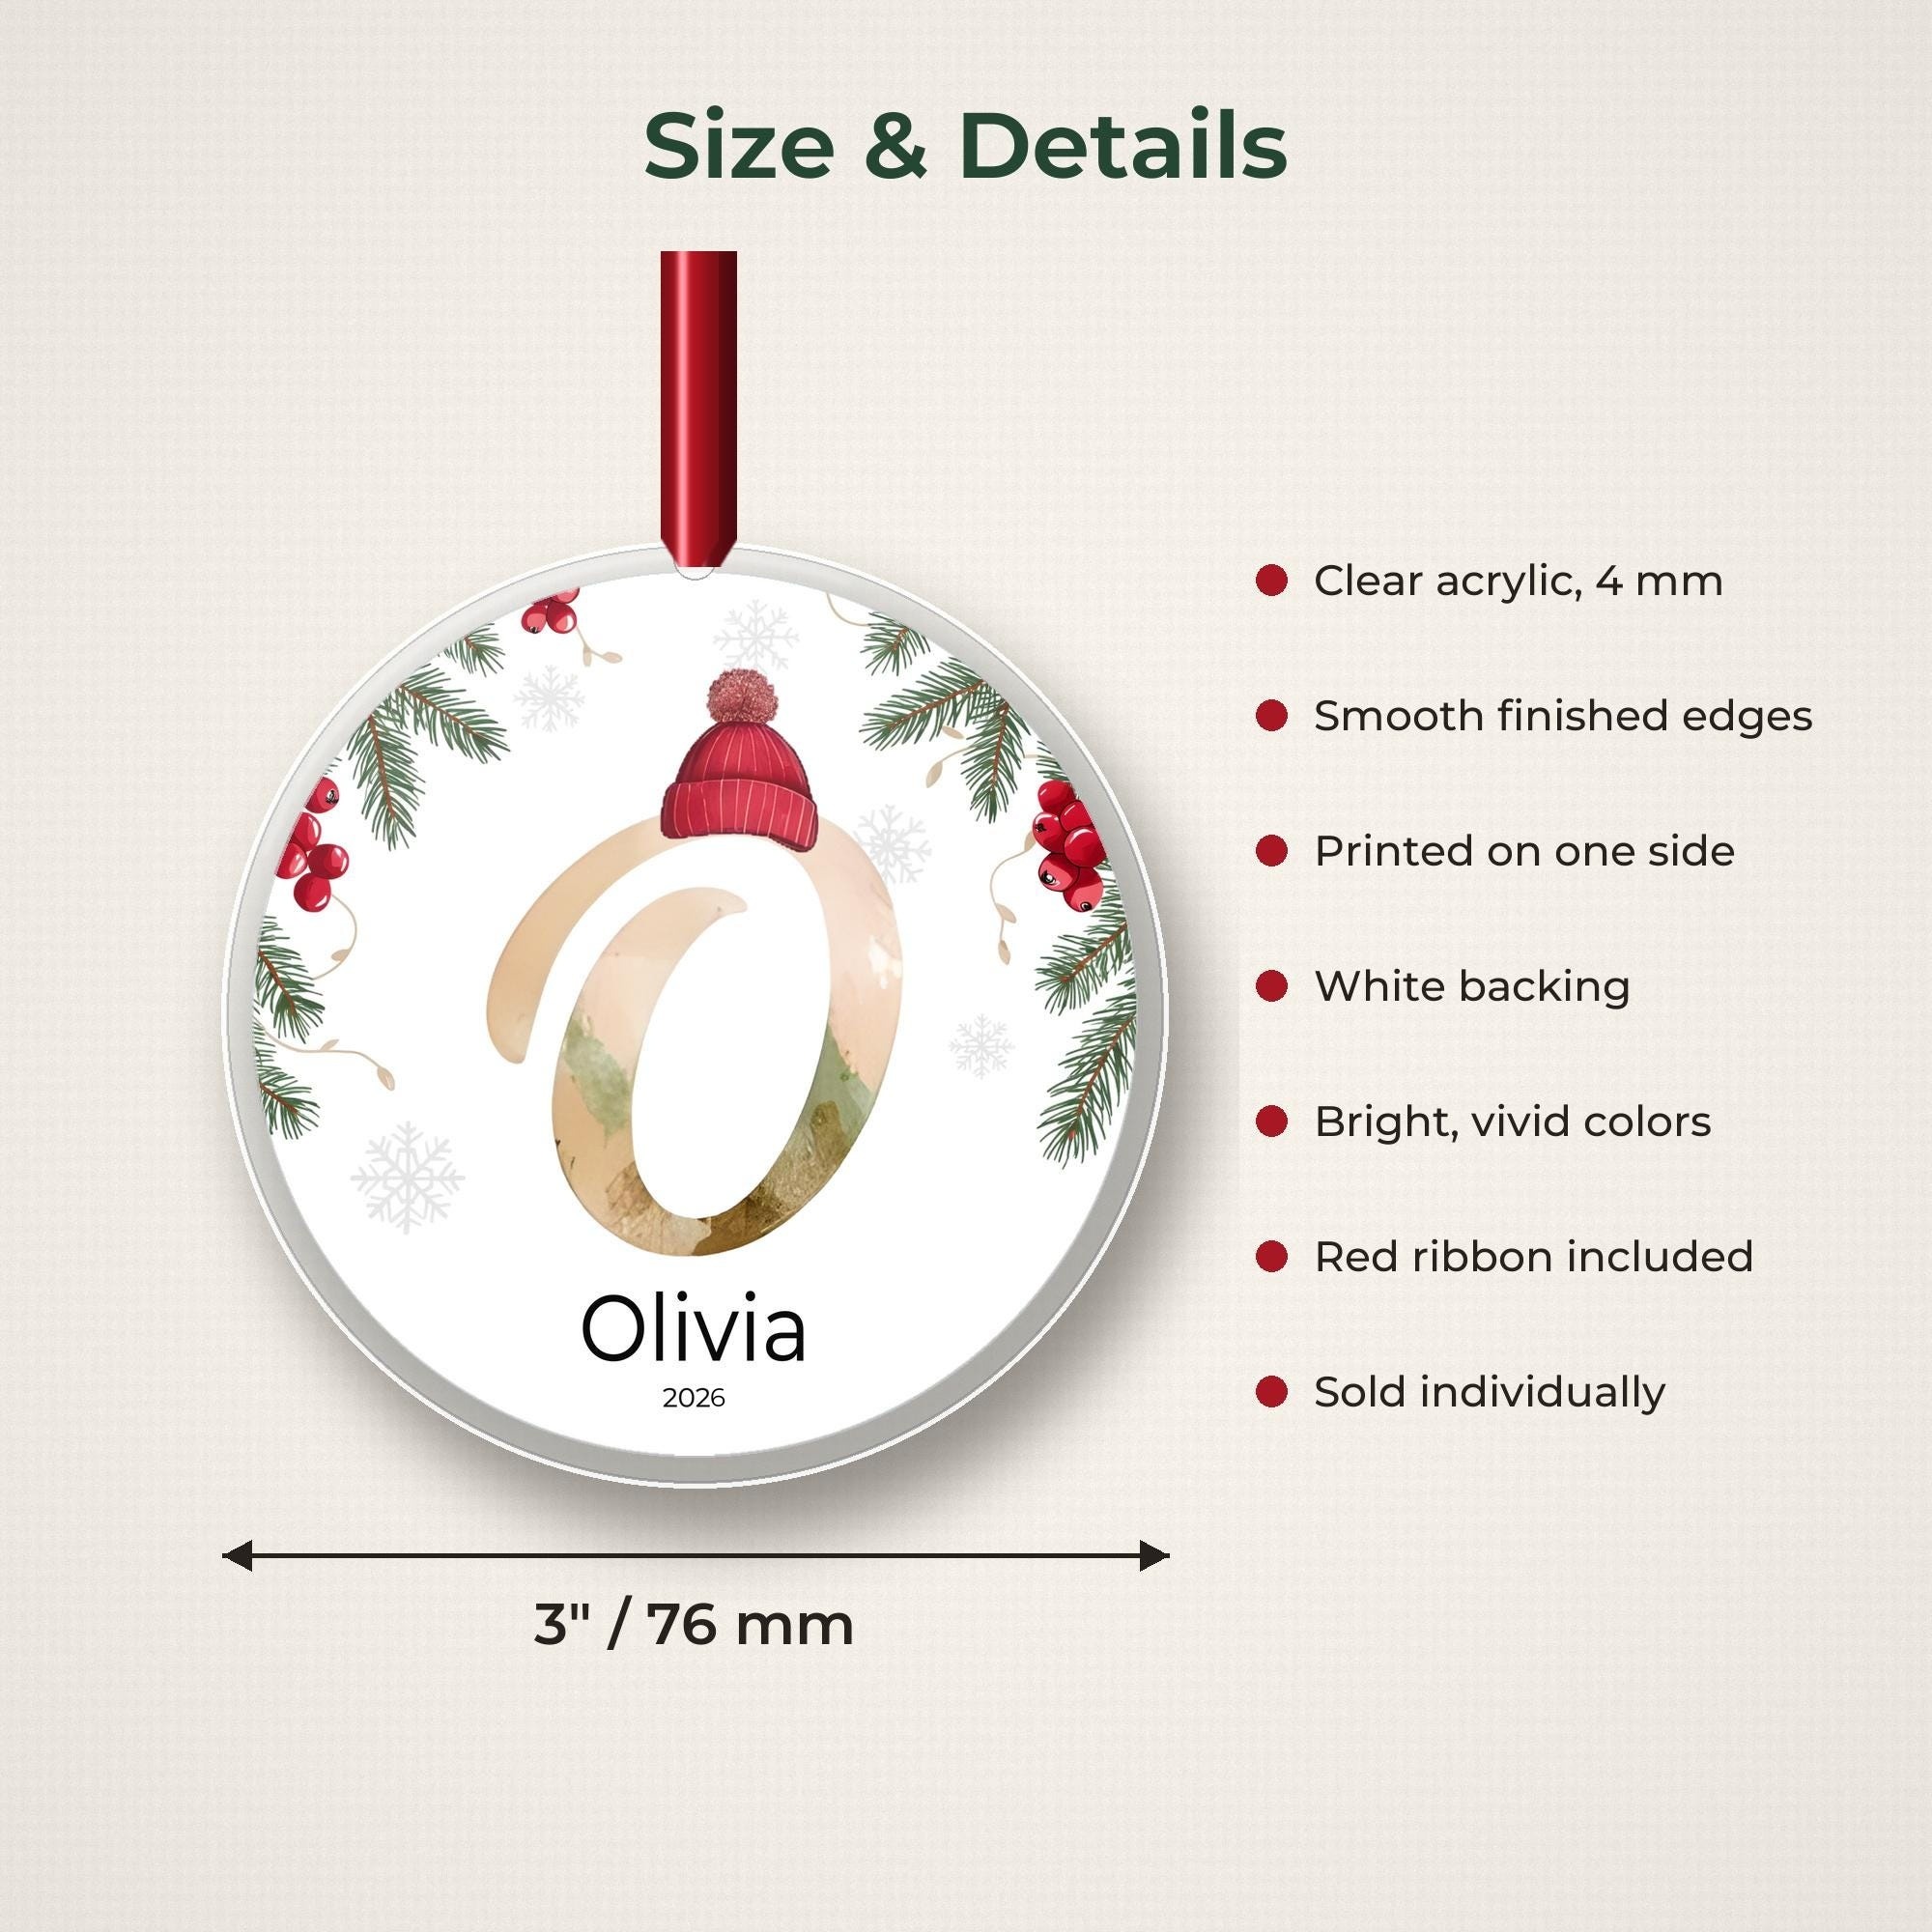 Size & Details
Clear acrylic, 4 mm
Smooth finished edges
Printed on one side
White backing
Bright, vivid colors
Red ribbon included
Sold individually
O
Olivia
2026
3" / 76 mm